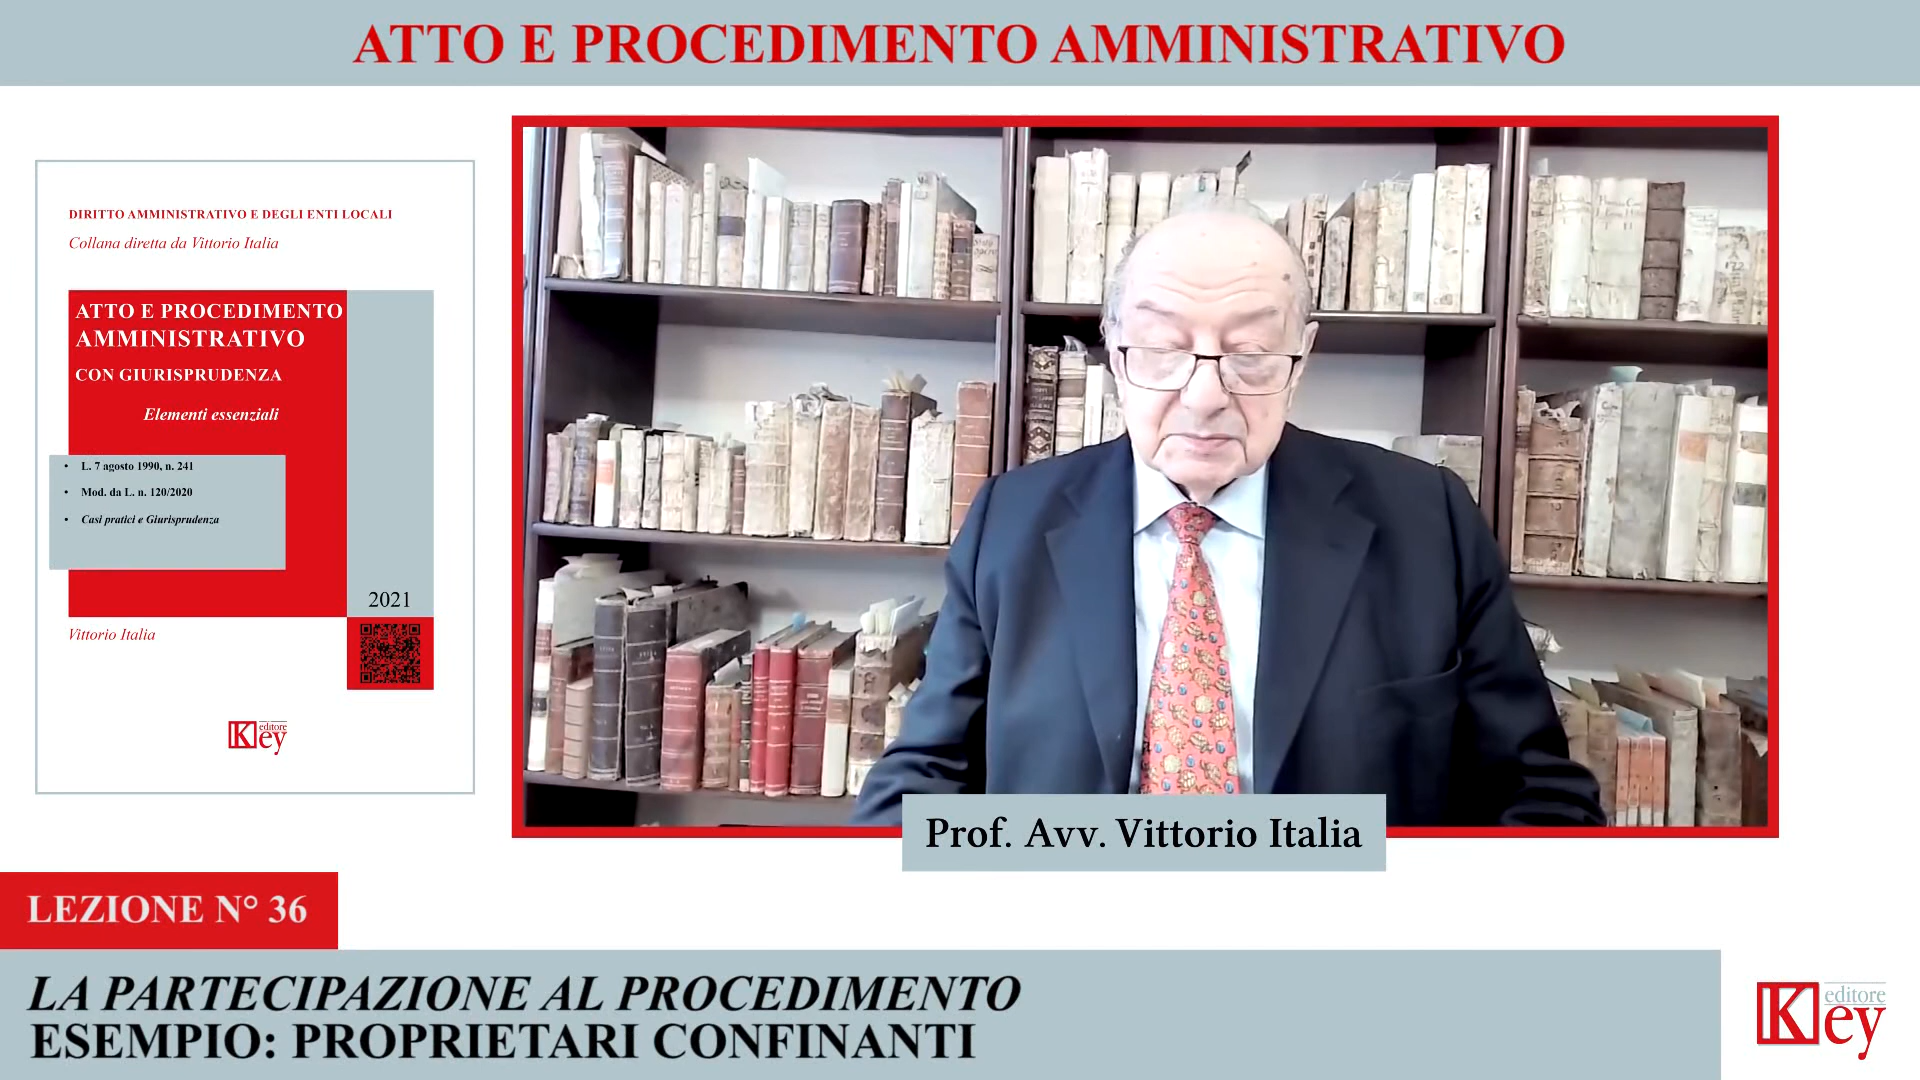 ATTO E PROCEDIMENTO AMMINISTRATIVO
DIRITTO AMMINISTRATIVO E DEGLI ENTI LOCALI
Collana diretta da Vittorio Italia
ATTO E PROCEDIMENTO
AMMINISTRATIVO
CON GIURISPRUDENZA
Elementi essenziali
• L. 7 agosto 1990, n. 241
• Mod. da L. n. 120/2020
• Casi pratici e Giurisprudenza
2021
Vittorio Italia
Key editore
Prof. Avv. Vittorio Italia
LEZIONE N° 36
LA PARTECIPAZIONE AL PROCEDIMENTO
ESEMPIO: PROPRIETARI CONFINANTI
Key editore